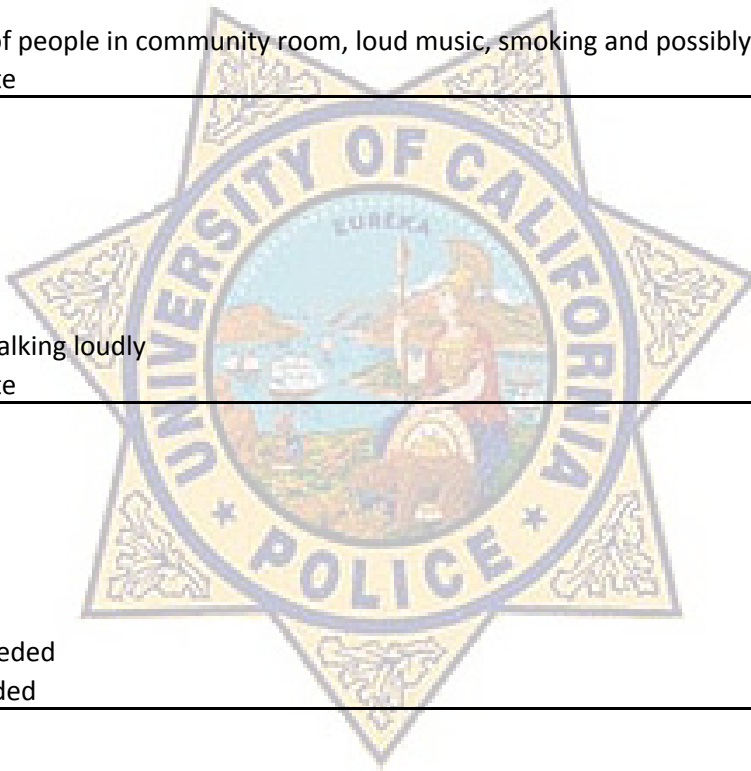 of people in community room, loud music, smoking and possibly
te
alking loudly
te
eded
ded
UNIVERSITY OF CALIFORNIA
EUREKA
POLICE